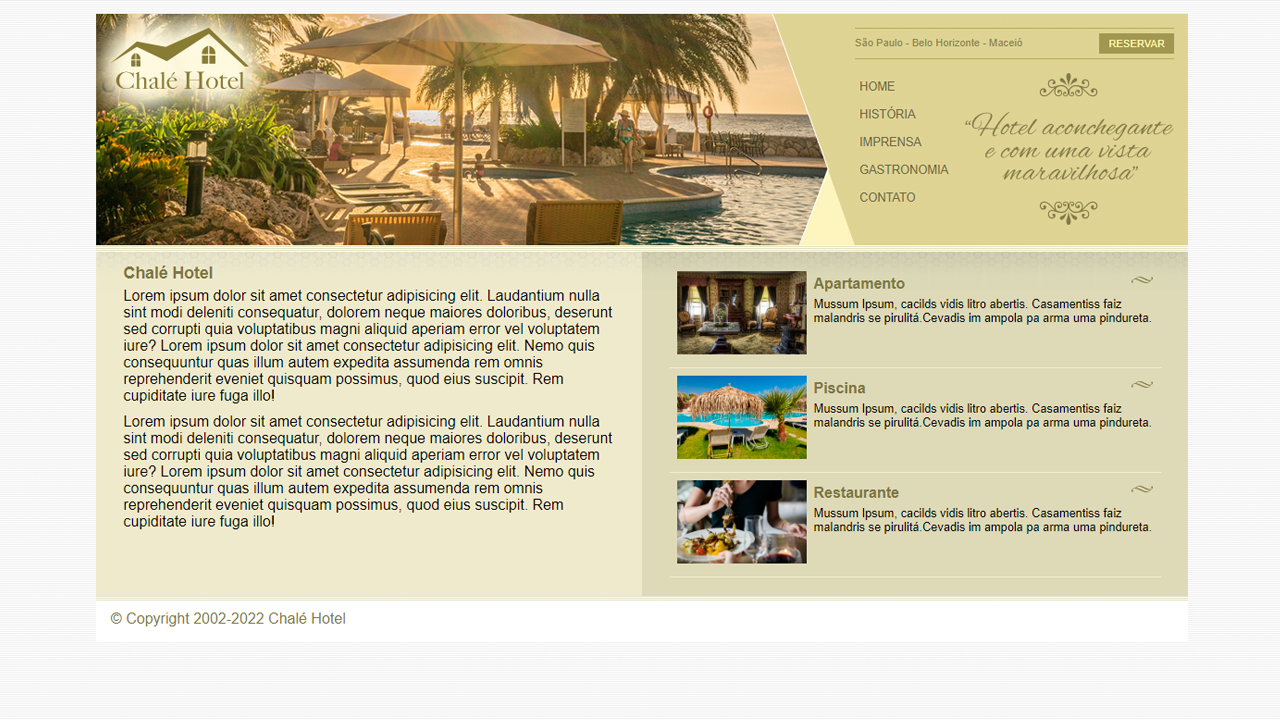 Chalé Hotel
São Paulo - Belo Horizonte - Maceió
RESERVAR
HOME
HISTÓRIA
IMPRENSA
GASTRONOMIA
CONTATO
“Hotel aconchegante
e com uma vista
maravilhosa”
Chalé Hotel
Lorem ipsum dolor sit amet consectetur adipisicing elit. Laudantium nulla
sint modi deleniti consequatur, dolorem neque maiores doloribus, deserunt
sed corrupti quia voluptatibus magni aliquid aperiam error vel voluptatem
iure? Lorem ipsum dolor sit amet consectetur adipisicing elit. Nemo quis
consequuntur quas illum autem expedita assumenda rem omnis
reprehenderit eveniet quisquam possimus, quod eius suscipit. Rem
cupiditate iure fuga illo!
Lorem ipsum dolor sit amet consectetur adipisicing elit. Laudantium nulla
sint modi deleniti consequatur, dolorem neque maiores doloribus, deserunt
sed corrupti quia voluptatibus magni aliquid aperiam error vel voluptatem
iure? Lorem ipsum dolor sit amet consectetur adipisicing elit. Nemo quis
consequuntur quas illum autem expedita assumenda rem omnis
reprehenderit eveniet quisquam possimus, quod eius suscipit. Rem
cupiditate iure fuga illo!
Apartamento
Mussum Ipsum, cacilds vidis litro abertis. Casamentiss faiz
malandris se pirulitá.Cevadis im ampola pa arma uma pindureta.
Piscina
Mussum Ipsum, cacilds vidis litro abertis. Casamentiss faiz
malandris se pirulitá.Cevadis im ampola pa arma uma pindureta.
Restaurante
Mussum Ipsum, cacilds vidis litro abertis. Casamentiss faiz
malandris se pirulitá.Cevadis im ampola pa arma uma pindureta.
© Copyright 2002-2022 Chalé Hotel